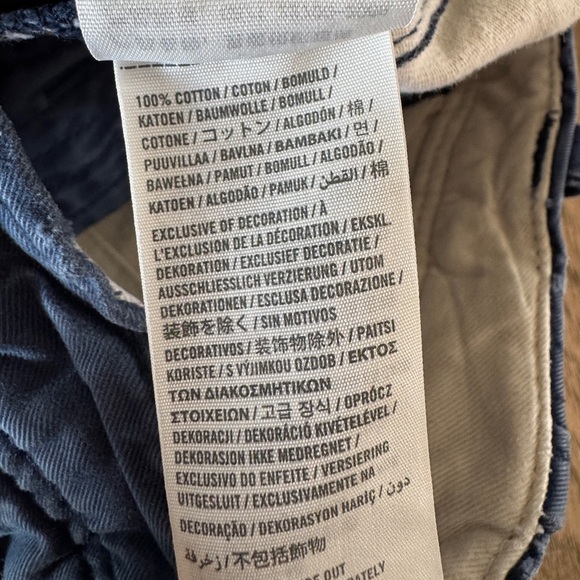 100% COTTON / COTON / BOMULD /
KATOEN / BAUMWOLLE / BOMULL /
COTONE / コットン / ALGODÓN / 棉 /
PUUVILLAA / BAVLNA / BAMBAKI / 면 /
BAWEŁNA / PAMUT / BOMULL / ALGODÃO /
KATOEN / ALGODÃO / PAMUK / القطن / 棉
EXCLUSIVE OF DECORATION / À
L'EXCLUSION DE LA DÉCORATION / EKSKL.
DEKORATION / EXCLUSIEF DECORATIE /
AUSSCHLIESSLICH VERZIERUNG / UTOM
DEKORATIONEN / ESCLUSA DECORAZIONE /
装飾を除く / SIN MOTIVOS
DECORATIVOS / 装饰物除外 / PAITSI
KORISTE / S VÝJIMKOU OZDOB / ΕΚΤΟΣ
ΤΩΝ ΔΙΑΚΟΣΜΗΤΙΚΩΝ
ΣΤΟΙΧΕΙΩΝ / 고급 장식 / OPRÓCZ
DEKORACJI / DEKORÁCIÓ KIVÉTELÉVEL /
DEKORASJON IKKE MEDREGNET /
EXCLUSIVO DO ENFEITE / VERSIERING
UITGESLUIT / EXCLUSIVAMENTE NA
DECORAÇÃO / DEKORASYON HARİÇ / دون
زخرفة / 不包括饰物
OUT